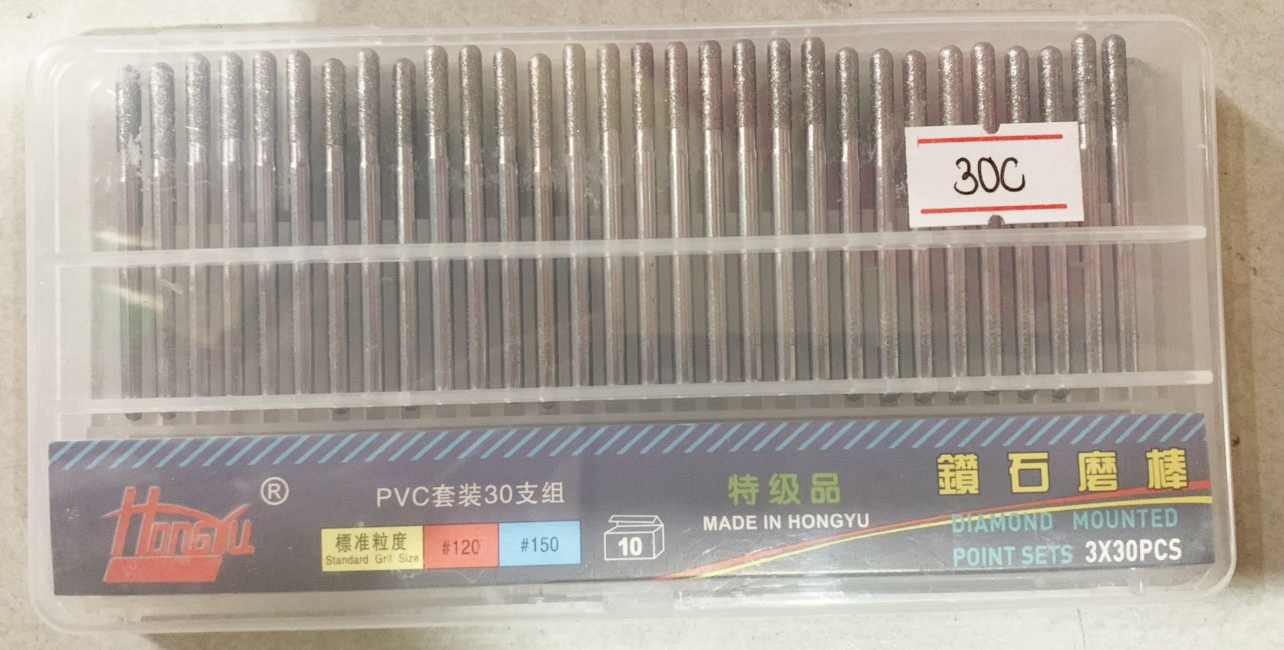 30C
HONGYU ®
PVC套装30支组
標准粒度
Standard Grit Size
#120
#150
10
特级品
MADE IN HONGYU
鑽石磨棒
DIAMOND MOUNTED
POINT SETS 3X30PCS